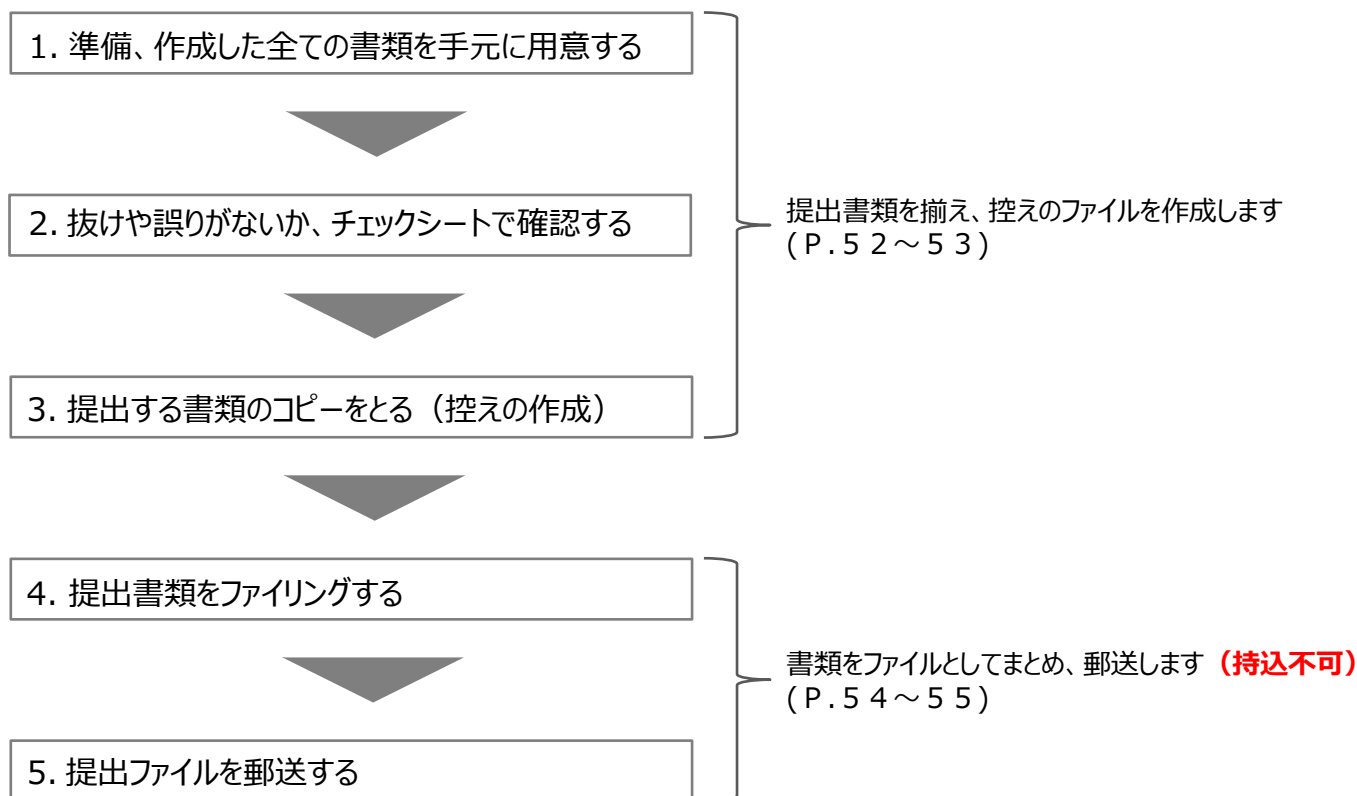 1. 準備、作成した全ての書類を手元に用意する
2. 抜けや誤りがないか、チェックシートで確認する
提出書類を揃え、控えのファイルを作成します
(Ｐ.５２～５３)
3. 提出する書類のコピーをとる（控えの作成）
4. 提出書類をファイリングする
書類をファイルとしてまとめ、郵送します（持込不可）
(Ｐ.５４～５５)
5. 提出ファイルを郵送する